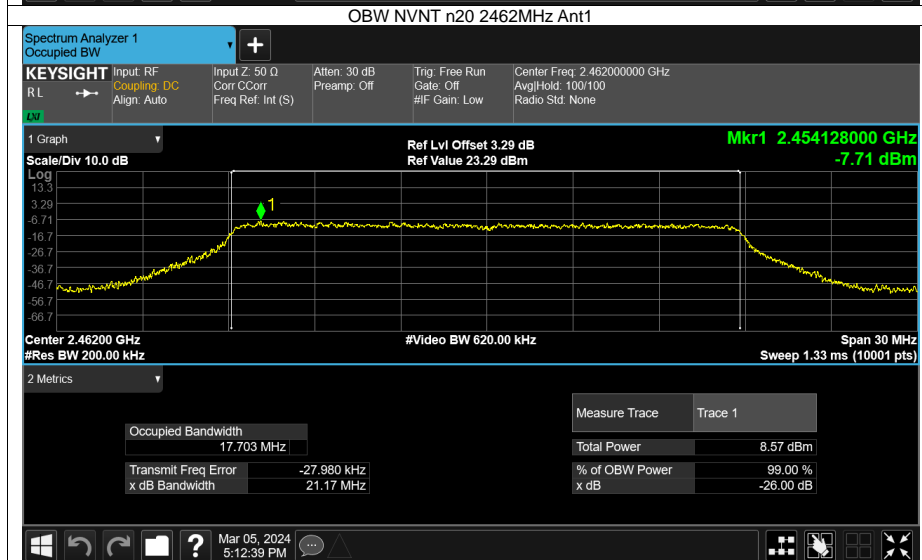 OBW NVNT n20 2462MHz Ant1
Spectrum Analyzer 1
Occupied BW
+
KEYSIGHT
RL
LXI
Input: RF
Coupling: DC
Align: Auto
Input Z: 50 Ω
Corr CCorr
Freq Ref: Int (S)
Atten: 30 dB
Preamp: Off
Trig: Free Run
Gate: Off
#IF Gain: Low
Center Freq: 2.462000000 GHz
Avg|Hold: 100/100
Radio Std: None
1 Graph
Scale/Div 10.0 dB
Ref Lvl Offset 3.29 dB
Ref Value 23.29 dBm
Mkr1 2.454128000 GHz
-7.71 dBm
Log
13.3
3.29
-6.71
-16.7
-26.7
-36.7
-46.7
-56.7
-66.7
1
Center 2.46200 GHz
#Video BW 620.00 kHz
Span 30 MHz
#Res BW 200.00 kHz
Sweep 1.33 ms (10001 pts)
2 Metrics
Measure Trace Trace 1
Occupied Bandwidth
17.703 MHz
Total Power 8.57 dBm
Transmit Freq Error -27.980 kHz
% of OBW Power 99.00 %
x dB Bandwidth 21.17 MHz
x dB -26.00 dB
?
Mar 05, 2024
5:12:39 PM